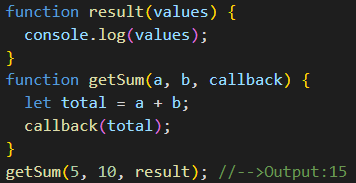 function result(values) {
  console.log(values);
}
function getSum(a, b, callback) {
  let total = a + b;
  callback(total);
}
getSum(5, 10, result); //-->Output:15